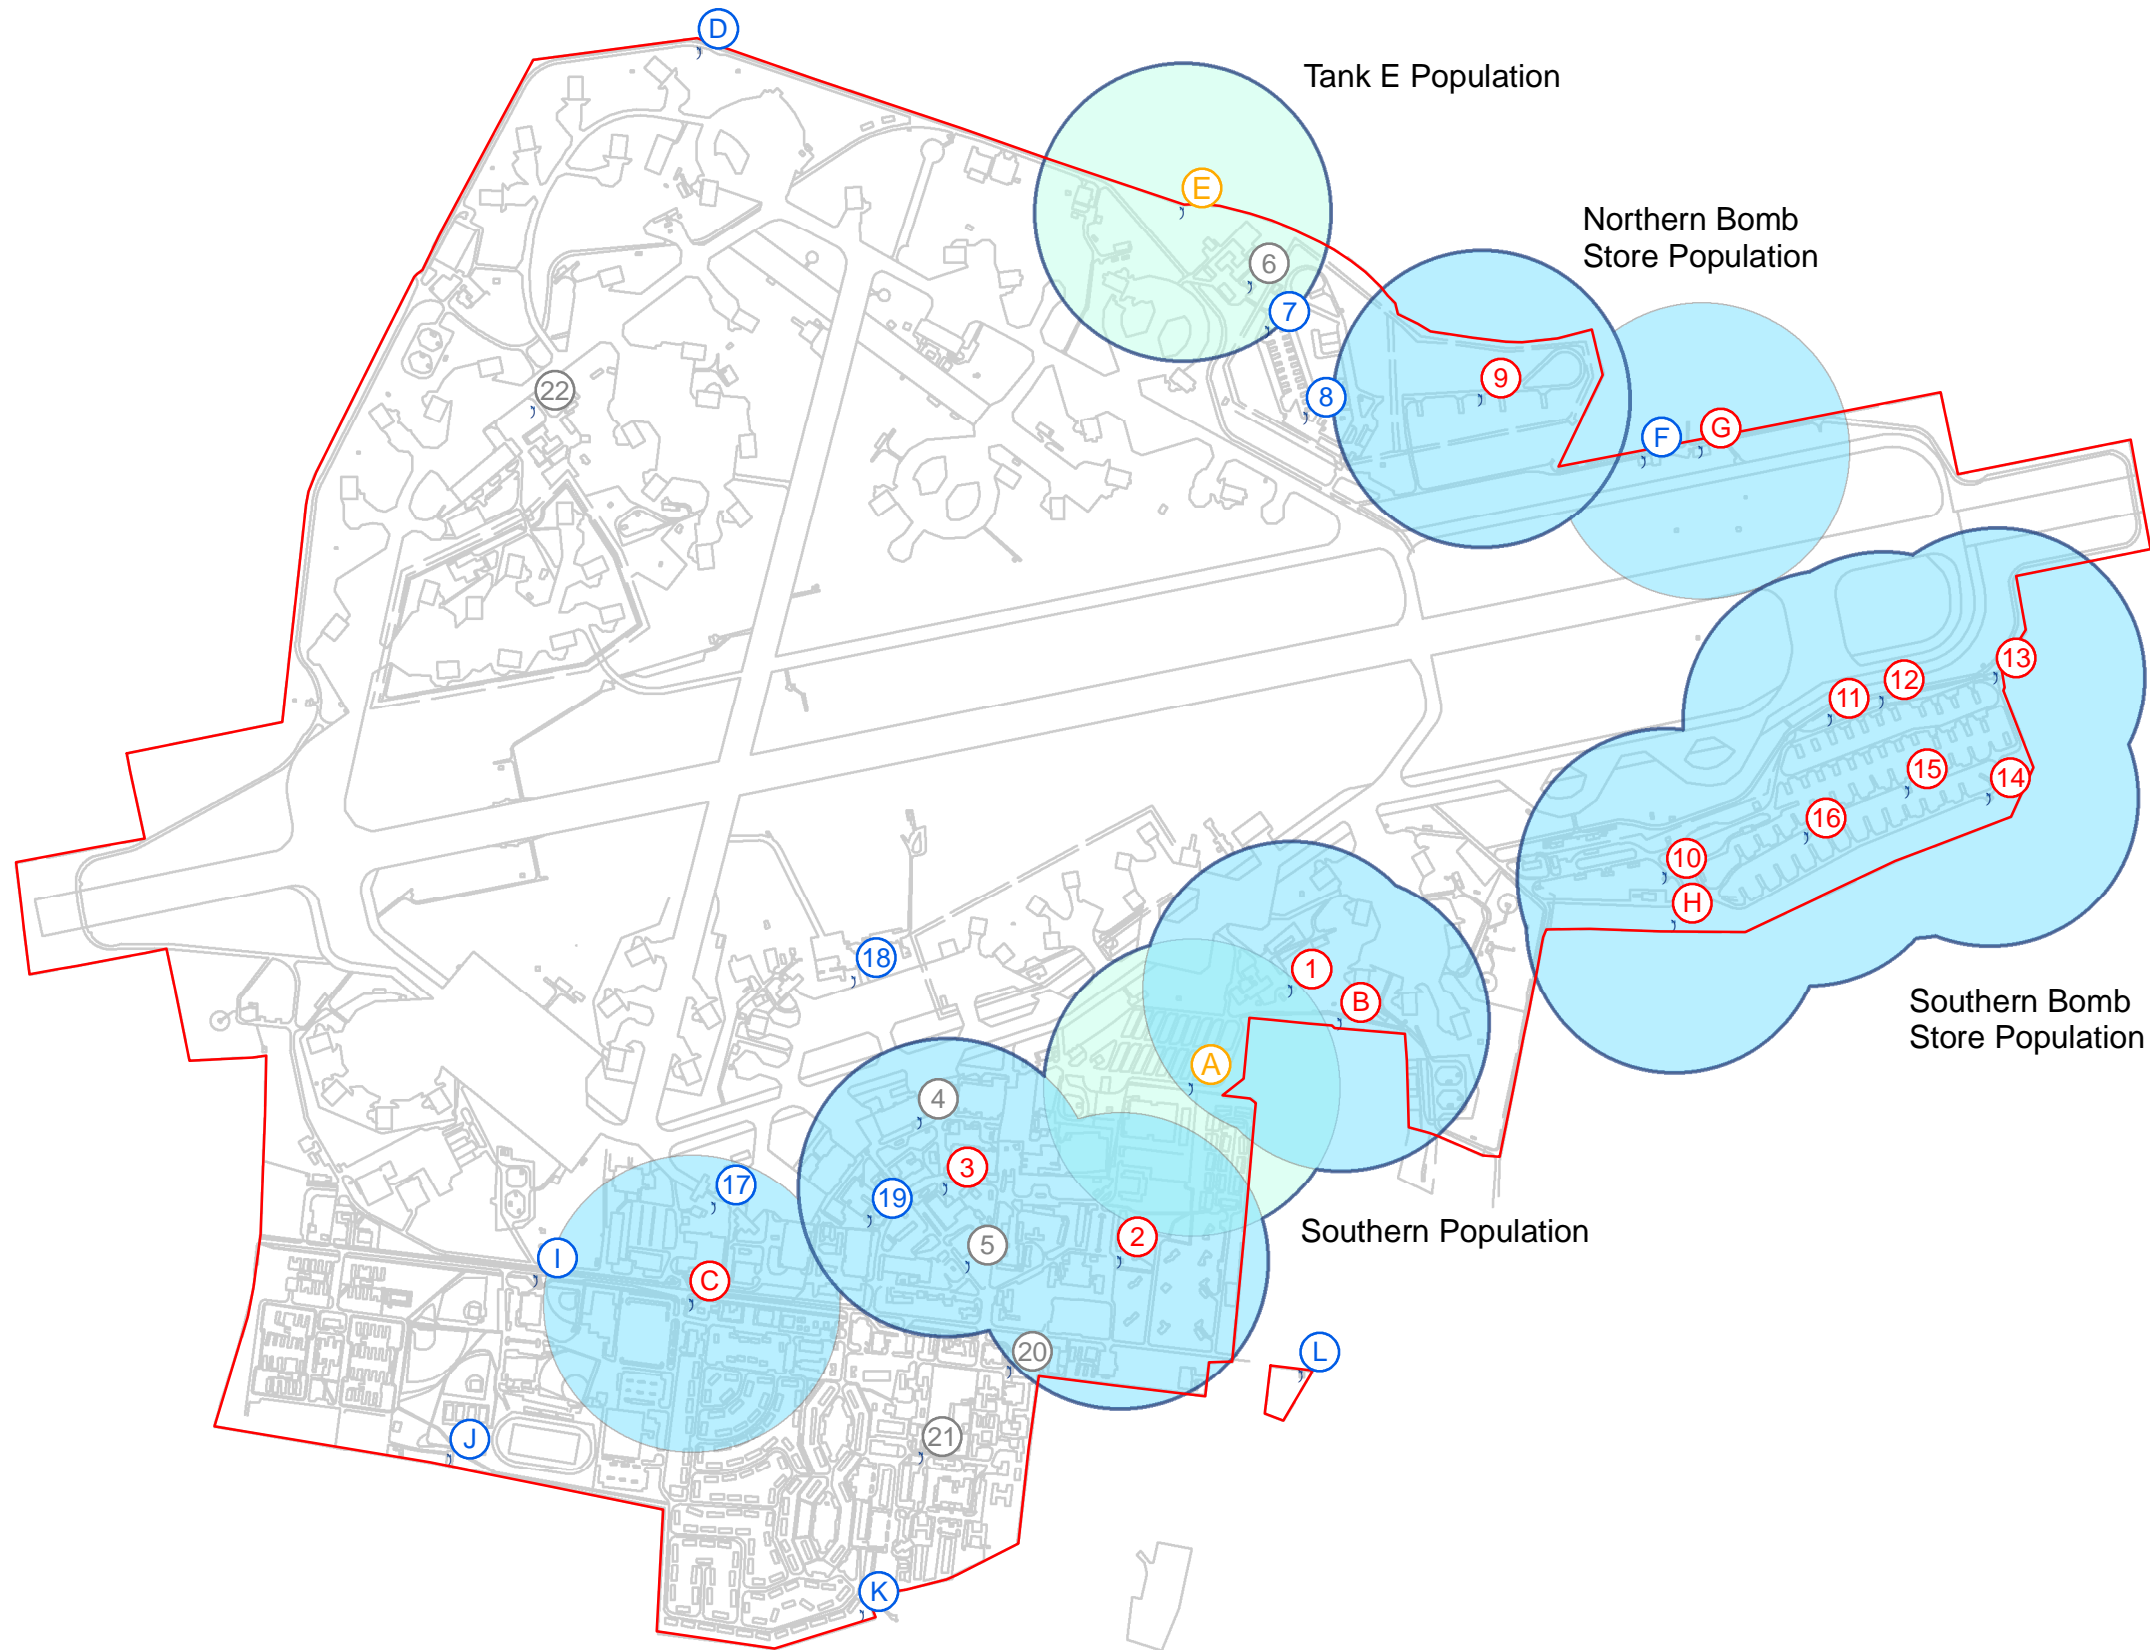 D
Tank E Population
E
Northern Bomb
Store Population
6
7
22
8
9
F
G
13
11
12
15
14
16
10
H
18
1
B
Southern Bomb
Store Population
A
4
3
17
19
2
5
Southern Population
I
C
20
L
J
21
K